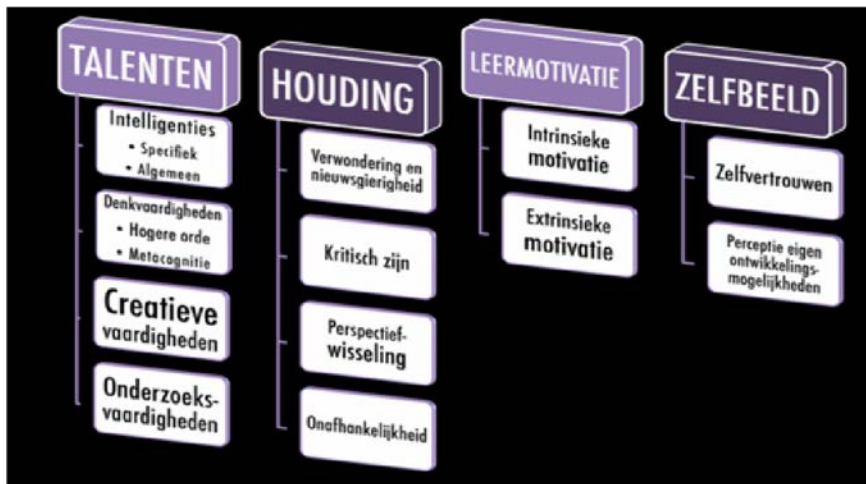 TALENTEN
Intelligenties
• Specifiek
• Algemeen
Denkvaardigheden
• Hogere orde
• Metacognitie
Creatieve
vaardigheden
Onderzoeks-
vaardigheden
HOUDING
Verwondering en
nieuwsgierigheid
Kritisch zijn
Perspectief-
wisseling
Onafhankelijkheid
LEERMOTIVATIE
Intrinsieke
motivatie
Extrinsieke
motivatie
ZELFBEELD
Zelfvertrouwen
Perceptie eigen
ontwikkelings-
mogelijkheden